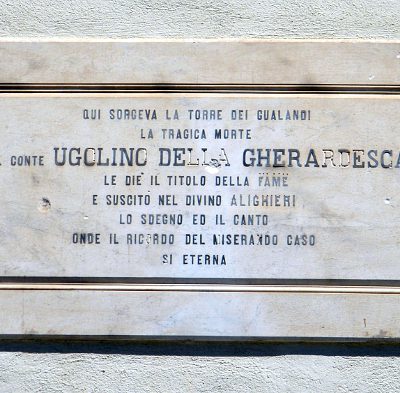 QUI SORGEVA LA TORRE DEI GUALANDI
LA TRAGICA MORTE
CONTE UGOLINO DELLA GHERARDESCA
LE DIE' IL TITOLO DELLA FAME
E SUSCITÒ NEL DIVINO ALIGHIERI
LO SDEGNO ED IL CANTO
ONDE IL RICORDO DEL MISERANDO CASO
SI ETERNA